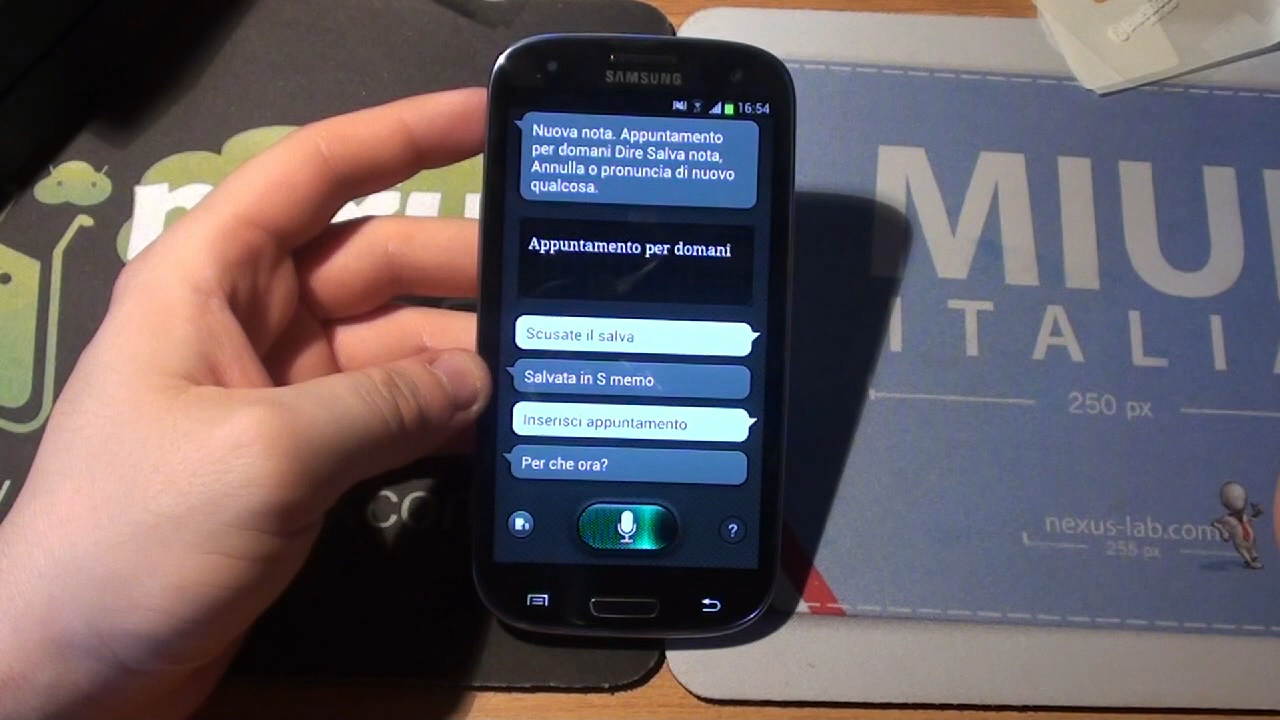 SAMSUNG
16:54
Nuova nota. Appuntamento
per domani Dire Salva nota,
Annulla o pronuncia di nuovo
qualcosa.
Appuntamento per domani
Scusate il salva
Salvata in S memo
Inserisci appuntamento
Per che ora?
?
MIU
ITALIA
250 px
nexus-lab.com
255 px